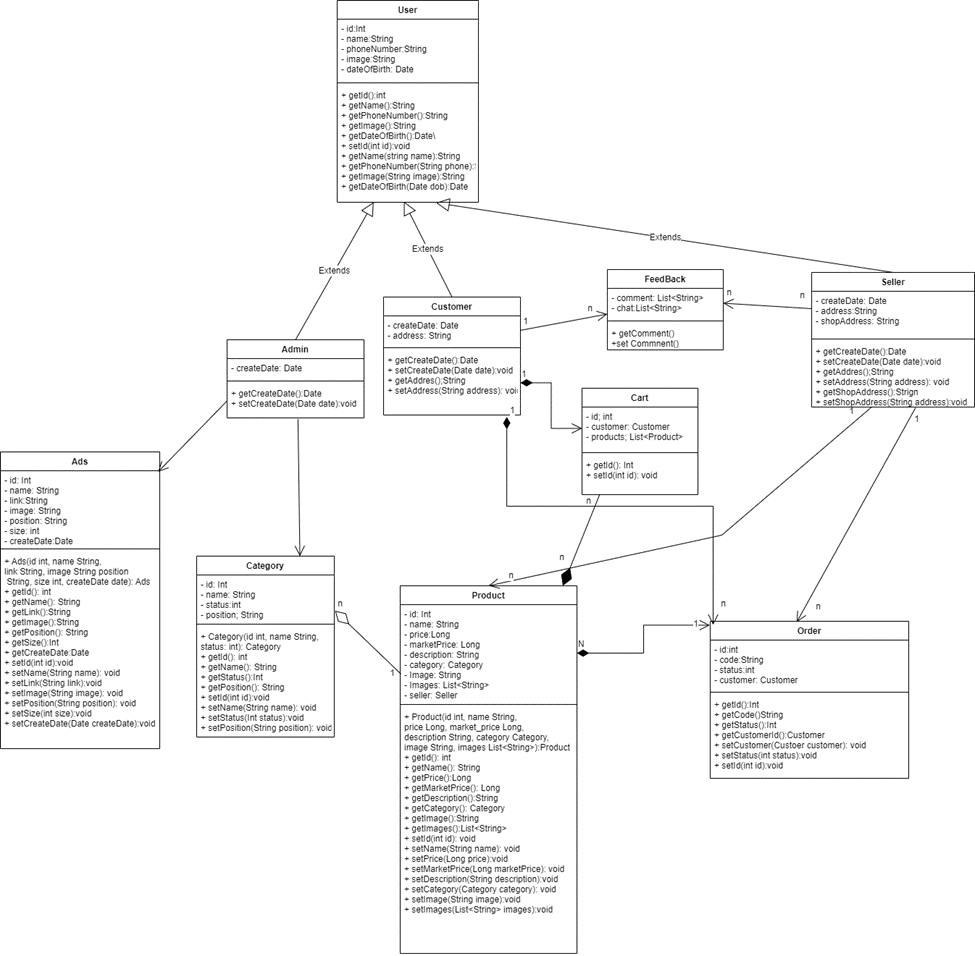 User
- id:Int
- name:String
- phoneNumber:String
- image:String
- dateOfBirth: Date
+ getId():int
+ getName():String
+ getPhoneNumber():String
+ getImage():String
+ getDateOfBirth():Date\
+ setId(int id):void
+ getName(string name):String
+ getPhoneNumber(String phone):
+ getImage(String image):String
+ getDateOfBirth(Date dob):Date
Extends
Extends
Extends
Admin
- createDate: Date
+ getCreateDate():Date
+ setCreateDate(Date date):void
Customer
- createDate: Date
- address: String
+ getCreateDate():Date
+ setCreateDate(Date date):void
+ getAddres();String
+ setAddress(String address): void
1
n
1
1
FeedBack
- comment: List<String>
- chat:List<String>
+ getComment()
+set Commnent()
n
n
Seller
- createDate: Date
- address:String
- shopAddress: String
+ getCreateDate():Date
+ setCreateDate(Date date):void
+ getAddres();String
+ setAddress(String address): void
+ getShopAddress():Strign
+ setShopAddress(String address):void
1
1
Cart
- id; int
- customer: Customer
- products; List<Product>
+ getId(): Int
+ setId(int id): void
n
n
Ads
- id: Int
- name: String
- link:String
- image: String
- position: String
- size: int
- createDate:Date
+ Ads(id int, name String,
link String, image String position
String, size int, createDate date): Ads
+ getId(): int
+ getName(): String
+ getLink():String
+ getImage():String
+ getPosition(): String
+ getSize():Int
+ getCreateDate:Date
+ setId(int id):void
+ setName(String name): void
+ setLink(String link):void
+ setImage(String image): void
+ setPosition(String position): void
+ setSize(int size):void
+ setCreateDate(Date createDate):void
Category
- id: Int
- name: String
- status:int
- position; String
+ Category(id int, name String,
status: int): Category
+ getId(): int
+ getName(): String
+ getStatus():Int
+ getPosition(): String
+ setId(int id):void
+ setName(String name): void
+ setStatus(Int status):void
+ setPosition(String position): void
n
1
n
Product
- id: Int
- name: String
- price:Long
- marketPrice: Long
- description: String
- category: Category
- Image: String
- Images: List<String>
- seller: Seller
+ Product(id int, name String,
price Long, market_price Long,
description String, category Category,
image String, images List<String>):Product
+ getId(): int
+ getName(): String
+ getPrice():Long
+ getMarketPrice(): Long
+ getDescription():String
+ getCategory(): Category
+ getImage():String
+ getImages():List<String>
+ setId(int id): void
+ setName(String name): void
+ setPrice(Long price):void
+ setMarketPrice(Long marketPrice): void
+ setDescription(String description):void
+ setCategory(Category category): void
+ setImage(String image):void
+ setImages(List<String> images):void
N
1
n
n
Order
- id:int
- code:String
- status:int
- customer: Customer
+ getId():Int
+ getCode()String
+ getStatus():Int
+ getCustomerId():Customer
+ setCustomer(Custoer customer): void
+ setStatus(int status):void
+ setId(int id):void